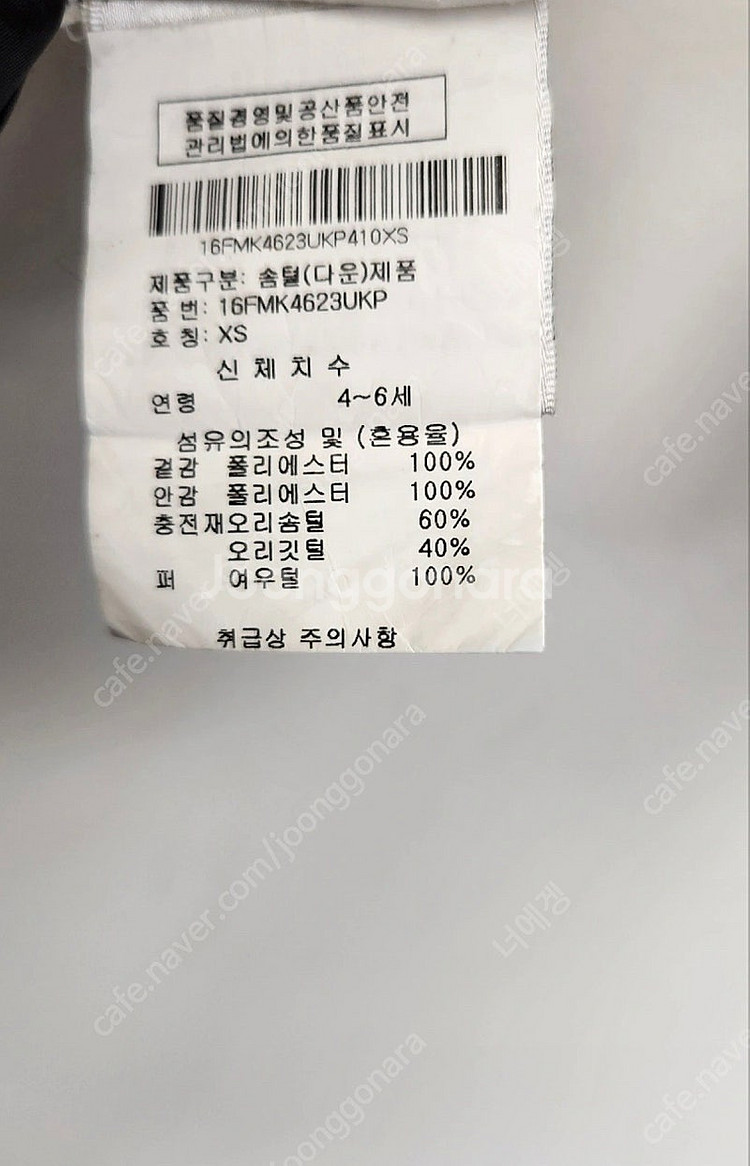 품질경영및공산품안전
관리법에의한품질표시
16FMK4623UKP410XS
제품구분: 솜털(다운)제품
품 번: 16FMK4623UKP
호 칭: XS
신 체 치 수
연령 4~6세
섬유의조성 및 (혼용율)
겉감 폴리에스터 100%
안감 폴리에스터 100%
충전재오리솜털 60%
오리깃털 40%
퍼 여우털 100%
Joonggonara
취급상 주의사항
cafe.naver.com/joonggonara
너에겡